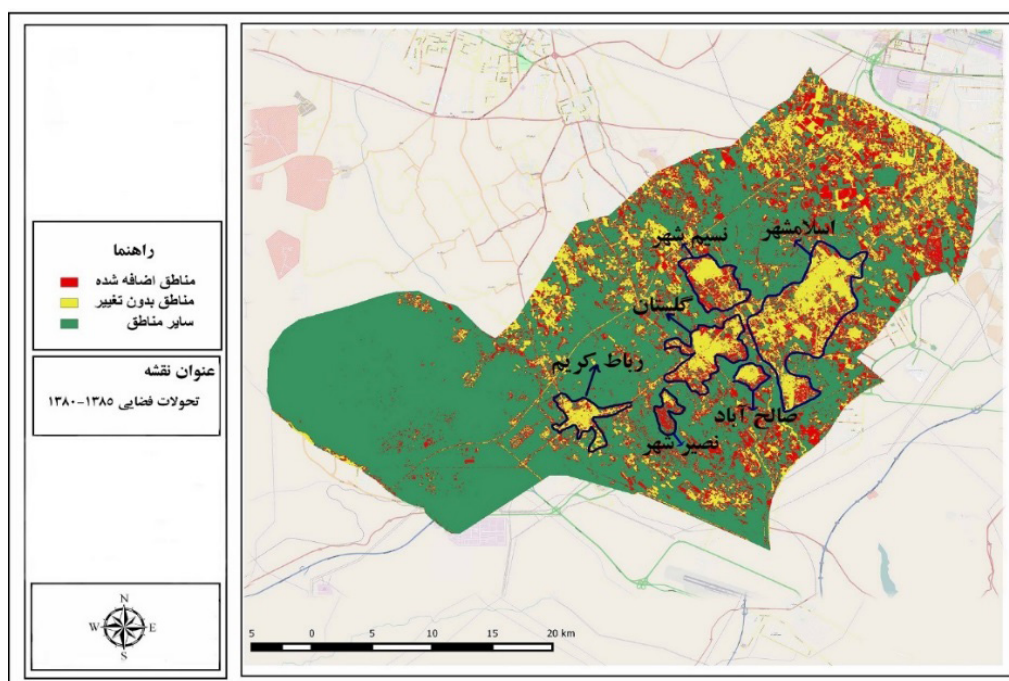 راهنما
مناطق اضافه شده
مناطق بدون تغییر
سایر مناطق
عنوان نقشه
تحولات فضایی ۱۳۸۵-۱۳۸۰
N
W E
S
اسلامشهر
نسیم شهر
گلستان
رباط کریم
صالح آباد
نصیر شهر
5 0 5 10 15 20 km